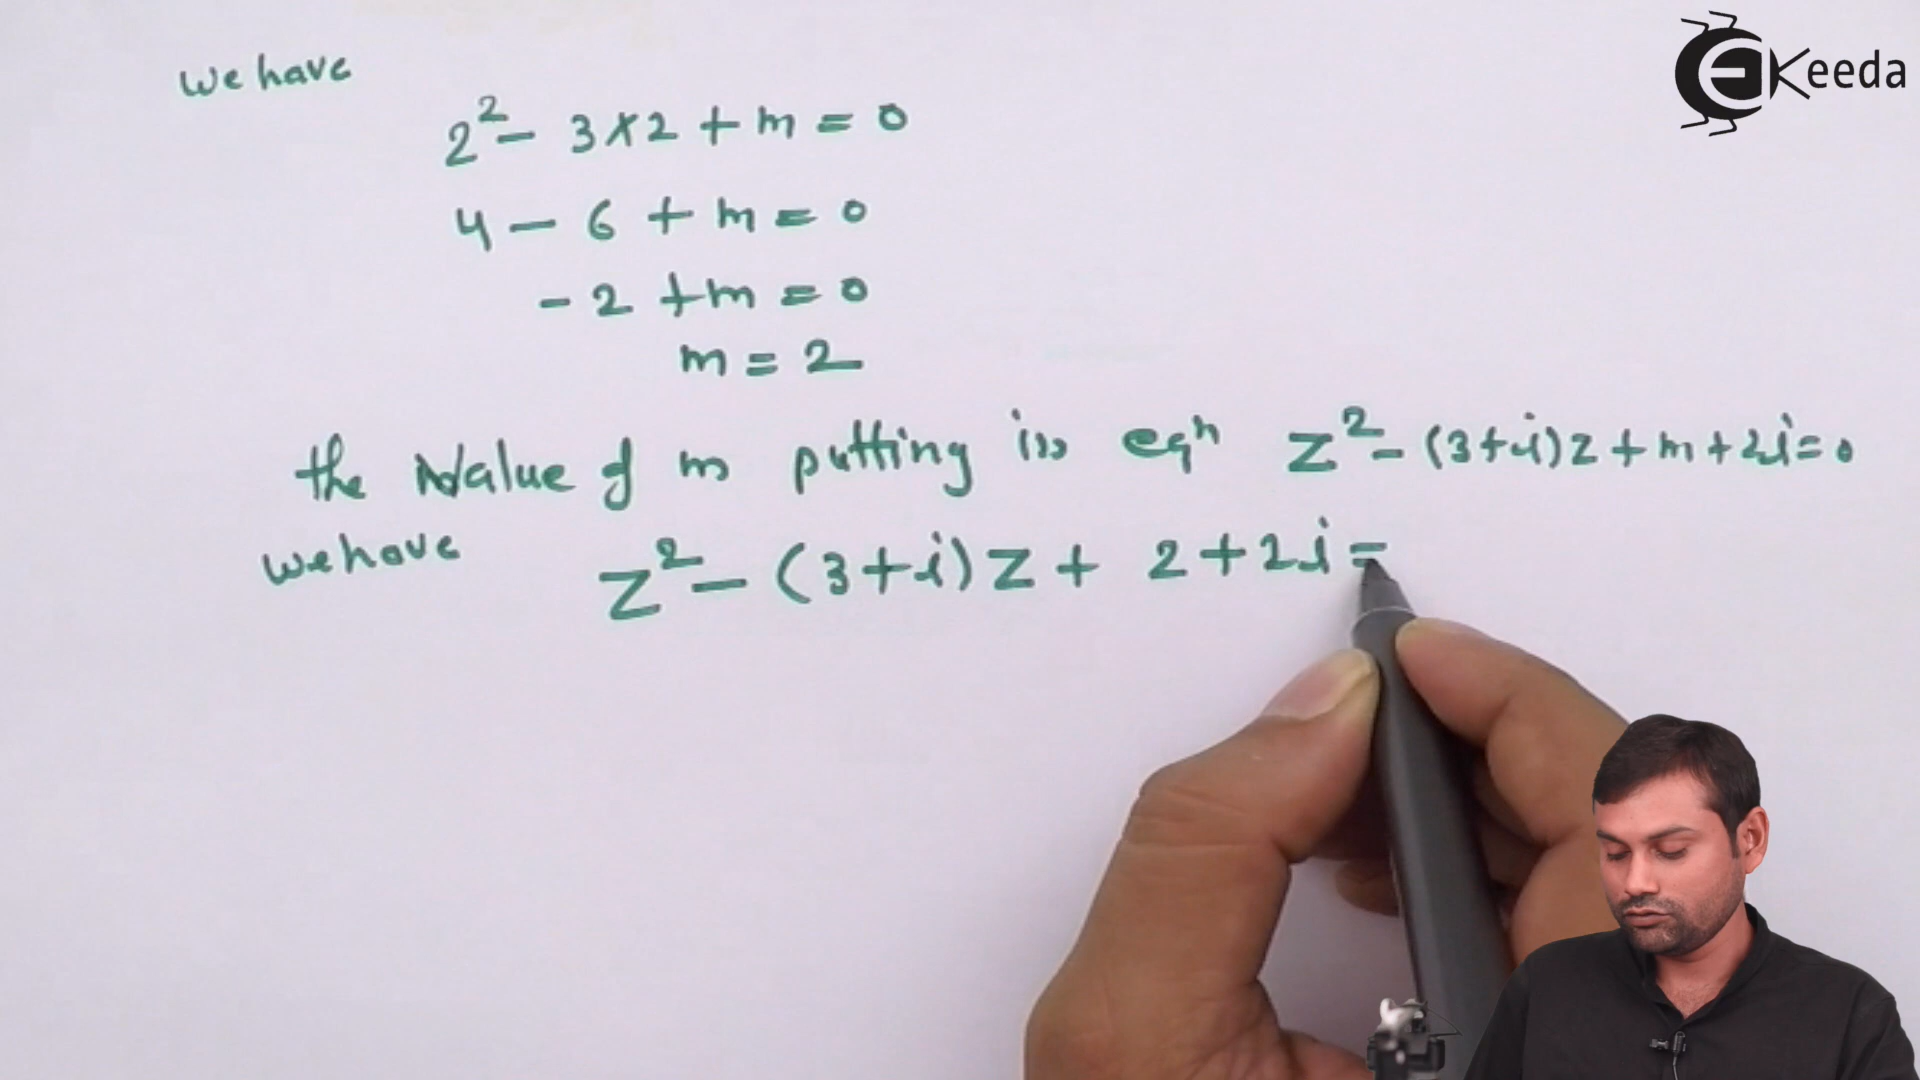 EKeeda
we have
2² - 3×2 + m = 0
4 - 6 + m = 0
- 2 + m = 0
m = 2
the value of m putting in eqⁿ z² - (3+i)z + m + 2i = 0
we have z² - (3+i)z + 2 + 2i =